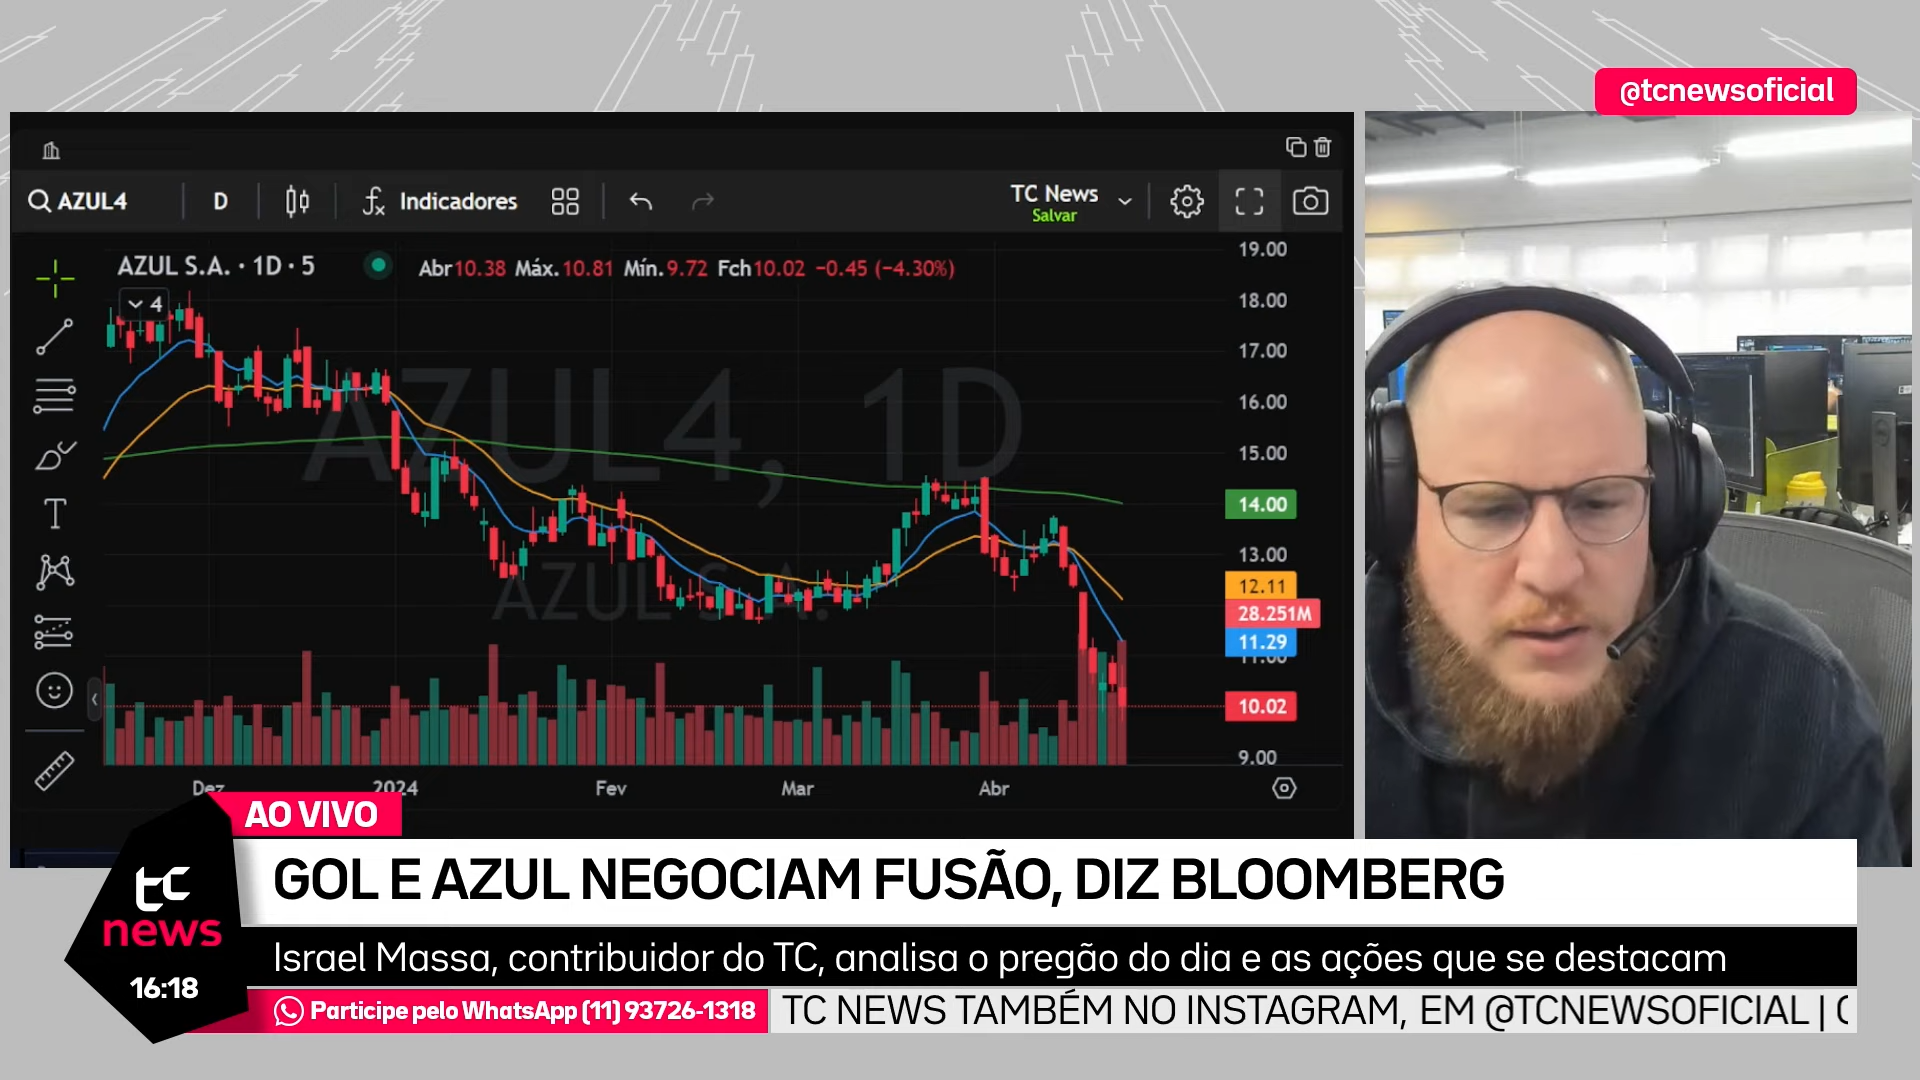 @tcnewsoficial
AZUL4
D
Indicadores
TC News
Salvar
AZUL S.A. · 1D · 5
Abr10.38 Máx.10.81 Mín.9.72 Fch10.02 −0.45 (−4.30%)
4
19.00
18.00
17.00
16.00
15.00
14.00
13.00
12.11
28.251M
11.29
11.00
10.02
9.00
AZUL4, 1D
AZUL S.A.
Dez
2024
Fev
Mar
Abr
AO VIVO
GOL E AZUL NEGOCIAM FUSÃO, DIZ BLOOMBERG
tc
news
16:18
Israel Massa, contribuidor do TC, analisa o pregão do dia e as ações que se destacam
Participe pelo WhatsApp (11) 93726-1318
TC NEWS TAMBÉM NO INSTAGRAM, EM @TCNEWSOFICIAL |